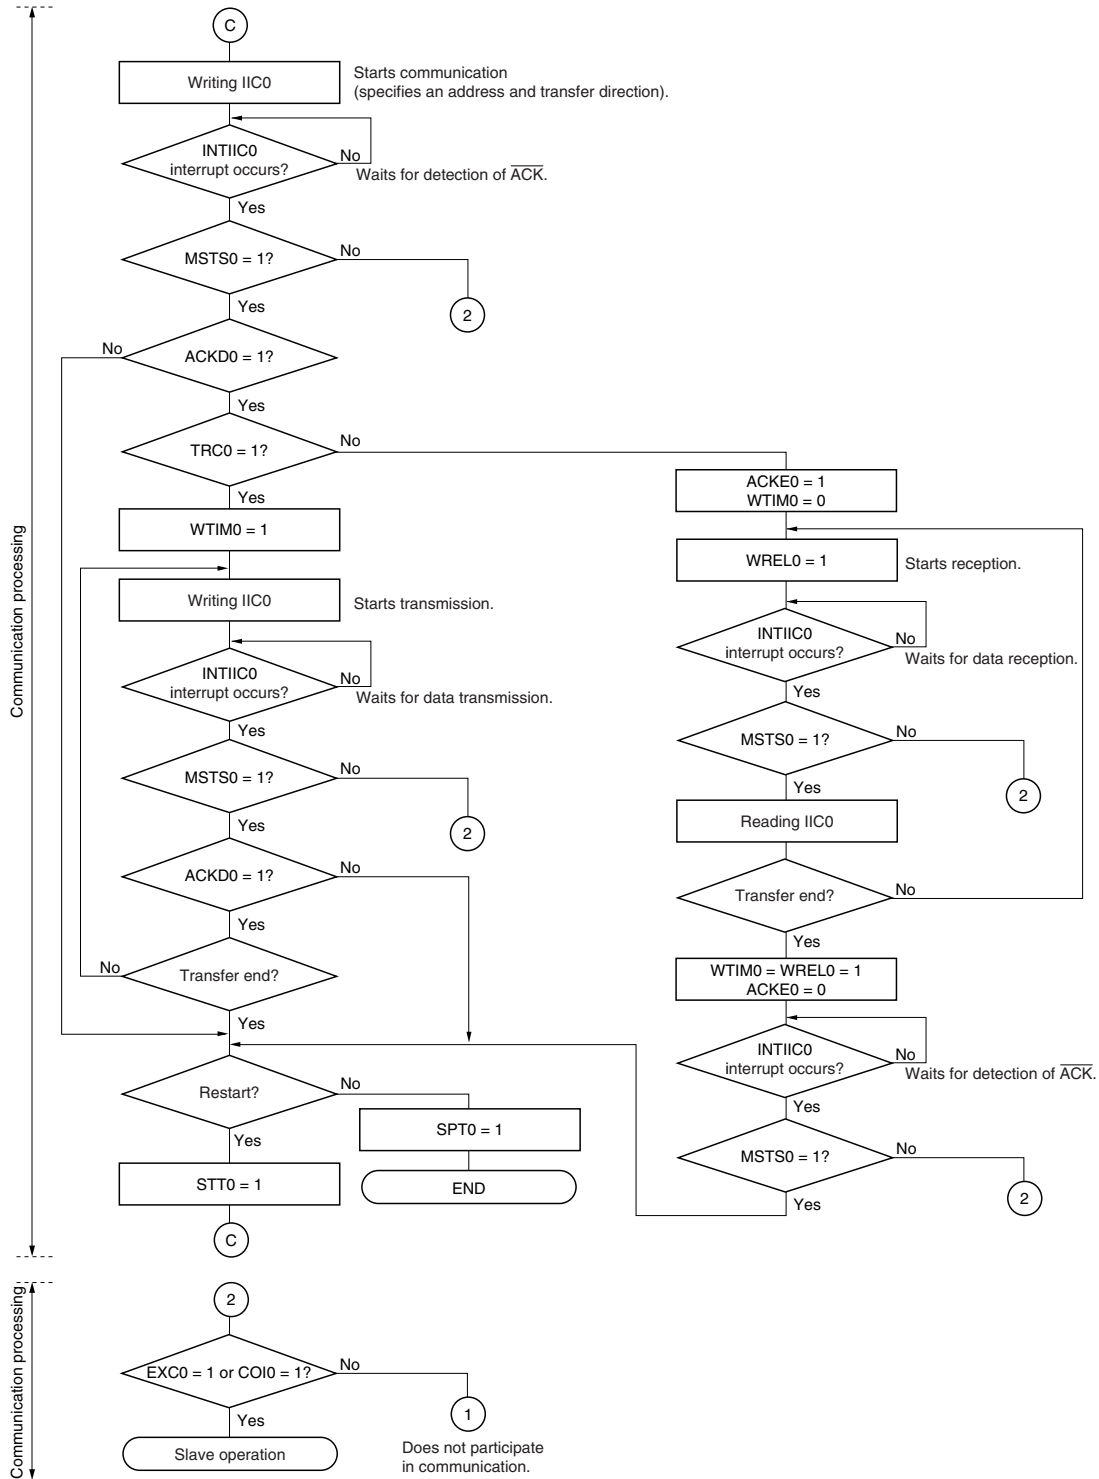 C
Writing IIC0
Starts communication
(specifies an address and transfer direction).
INTIIC0
interrupt occurs?
No
Waits for detection of ACK.
Yes
MSTS0 = 1?
No
2
Yes
ACKD0 = 1?
No
Yes
TRC0 = 1?
No
Yes
WTIM0 = 1
Writing IIC0
Starts transmission.
INTIIC0
interrupt occurs?
No
Waits for data transmission.
Yes
MSTS0 = 1?
No
2
Yes
ACKD0 = 1?
No
Yes
Transfer end?
No
Yes
Restart?
No
SPT0 = 1
END
Yes
STT0 = 1
C
ACKE0 = 1
WTIM0 = 0
WREL0 = 1
Starts reception.
INTIIC0
interrupt occurs?
No
Waits for data reception.
Yes
MSTS0 = 1?
No
2
Yes
Reading IIC0
Transfer end?
No
Yes
WTIM0 = WREL0 = 1
ACKE0 = 0
INTIIC0
interrupt occurs?
No
Waits for detection of ACK.
Yes
MSTS0 = 1?
No
2
Yes
Communication processing
2
EXC0 = 1 or COI0 = 1?
No
1
Does not participate
in communication.
Yes
Slave operation
Communication processing